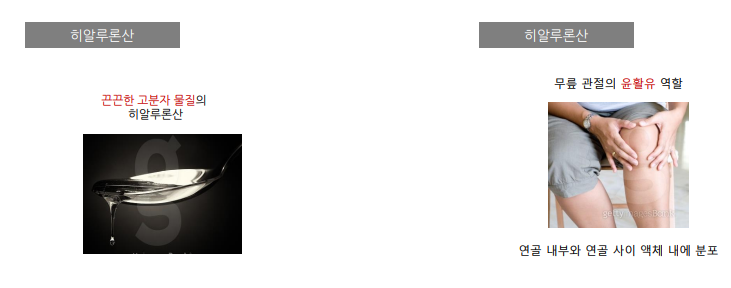 히알루론산
끈끈한 고분자 물질의
히알루론산
히알루론산
무릎 관절의 윤활유 역할
연골 내부와 연골 사이 액체 내에 분포